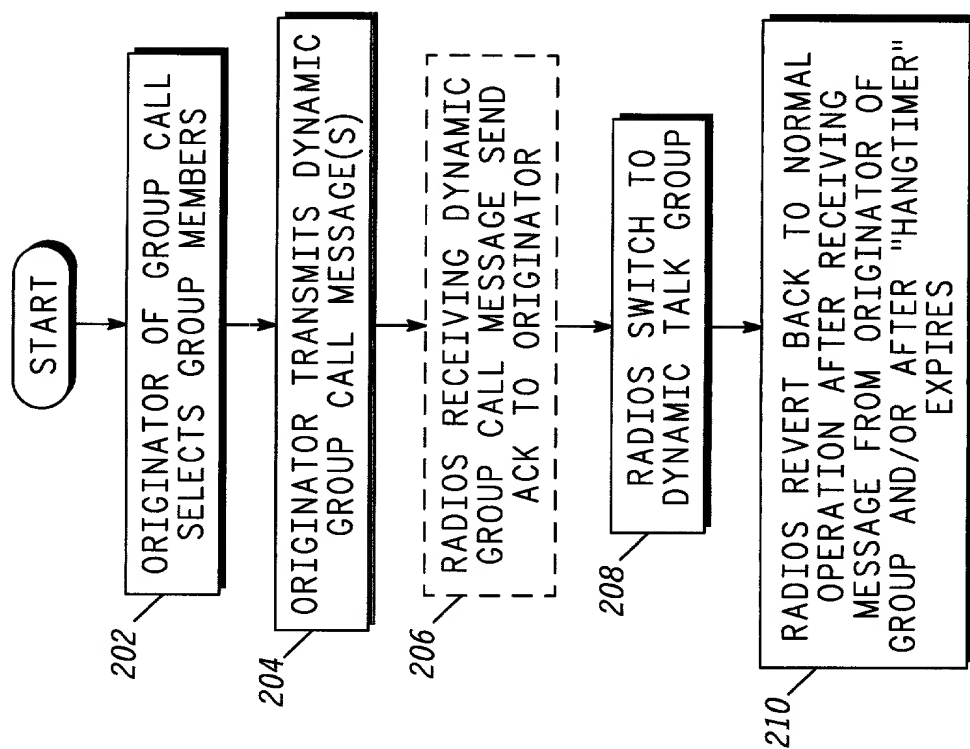 START
ORIGINATOR OF GROUP CALL
SELECTS GROUP MEMBERS
202
ORIGINATOR TRANSMITS DYNAMIC
GROUP CALL MESSAGE(S)
204
RADIOS RECEIVING DYNAMIC
GROUP CALL MESSAGE SEND
ACK TO ORIGINATOR
206
RADIOS SWITCH TO
DYNAMIC TALK GROUP
208
RADIOS REVERT BACK TO NORMAL
OPERATION AFTER RECEIVING
MESSAGE FROM ORIGINATOR OF
GROUP AND/OR AFTER "HANGTIMER"
EXPIRES
210